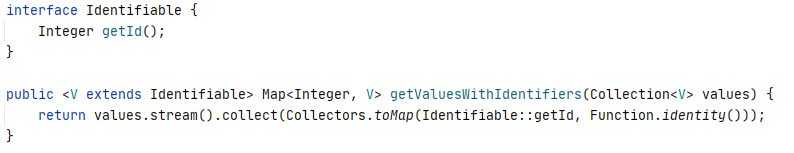 interface Identifiable {
    Integer getId();
}

public <V extends Identifiable> Map<Integer, V> getValuesWithIdentifiers(Collection<V> values) {
    return values.stream().collect(Collectors.toMap(Identifiable::getId, Function.identity()));
}